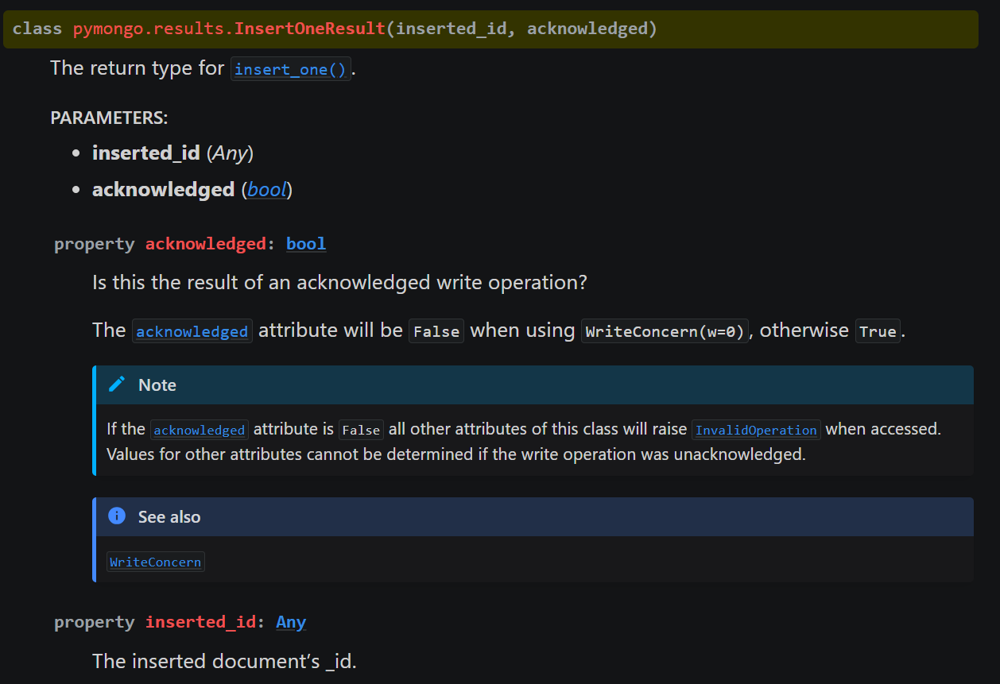 class pymongo.results.InsertOneResult(inserted_id, acknowledged)
The return type for insert_one().
PARAMETERS:
• inserted_id (Any)
• acknowledged (bool)
property acknowledged: bool
Is this the result of an acknowledged write operation?
The acknowledged attribute will be False when using WriteConcern(w=0), otherwise True.
Note
If the acknowledged attribute is False all other attributes of this class will raise InvalidOperation when accessed.
Values for other attributes cannot be determined if the write operation was unacknowledged.
See also
WriteConcern
property inserted_id: Any
The inserted document’s _id.